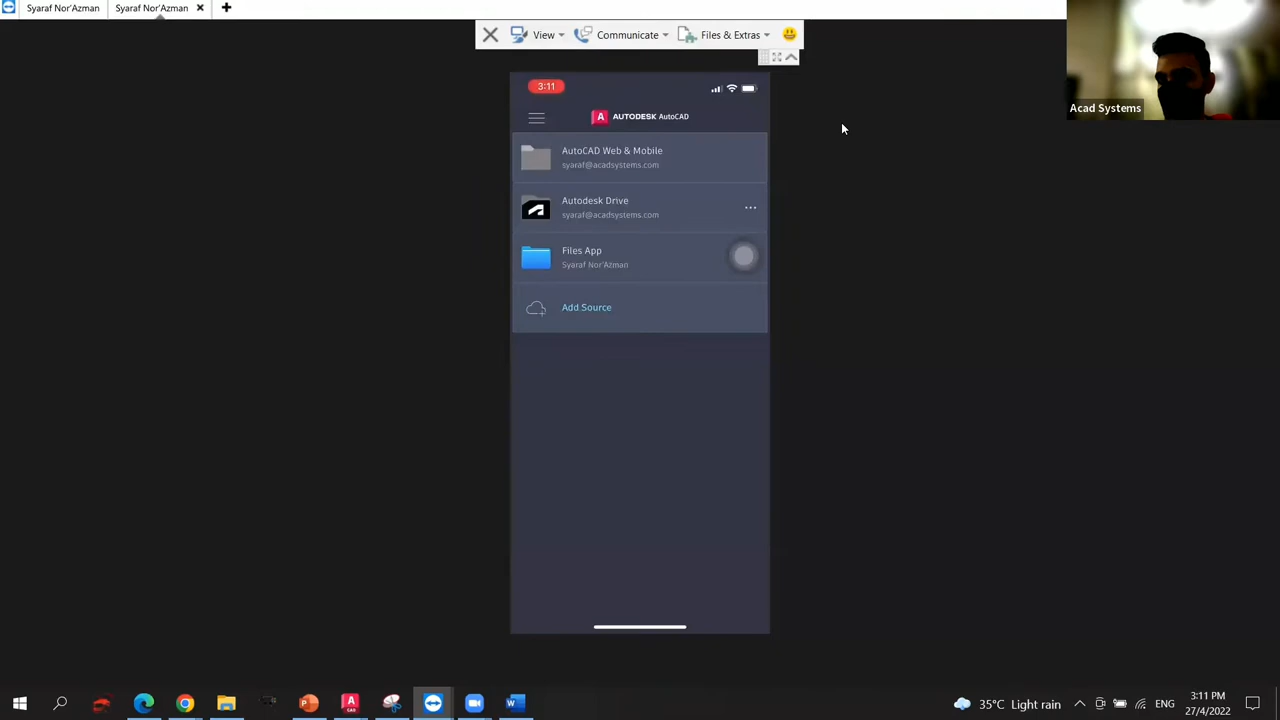 Syaraf Nor'Azman
Syaraf Nor'Azman
View
Communicate
Files & Extras
Acad Systems
3:11
A AUTODESK AutoCAD
AutoCAD Web & Mobile
syaraf@acadsystems.com
Autodesk Drive
syaraf@acadsystems.com
Files App
Syaraf Nor'Azman
Add Source
35°C Light rain
ENG
3:11 PM
27/4/2022